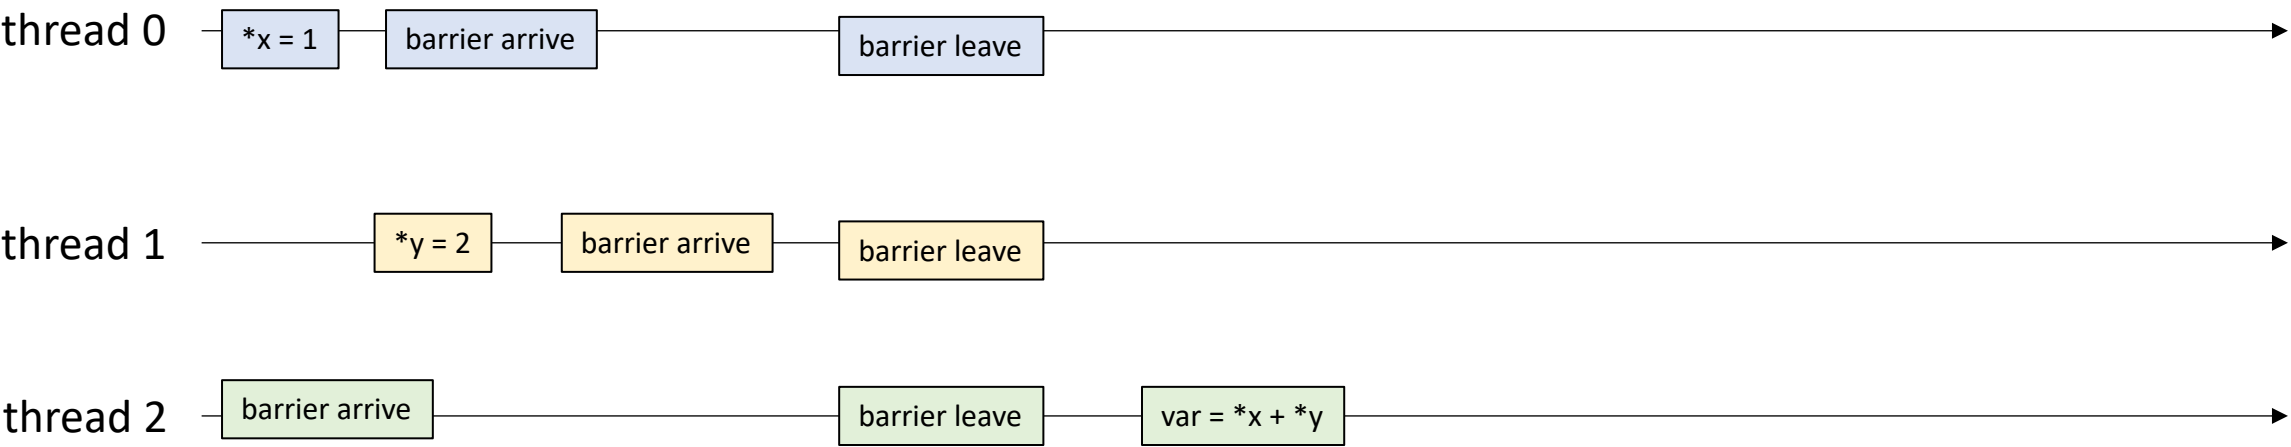 thread 0
*x = 1
barrier arrive
barrier leave
thread 1
*y = 2
barrier arrive
barrier leave
thread 2
barrier arrive
barrier leave
var = *x + *y